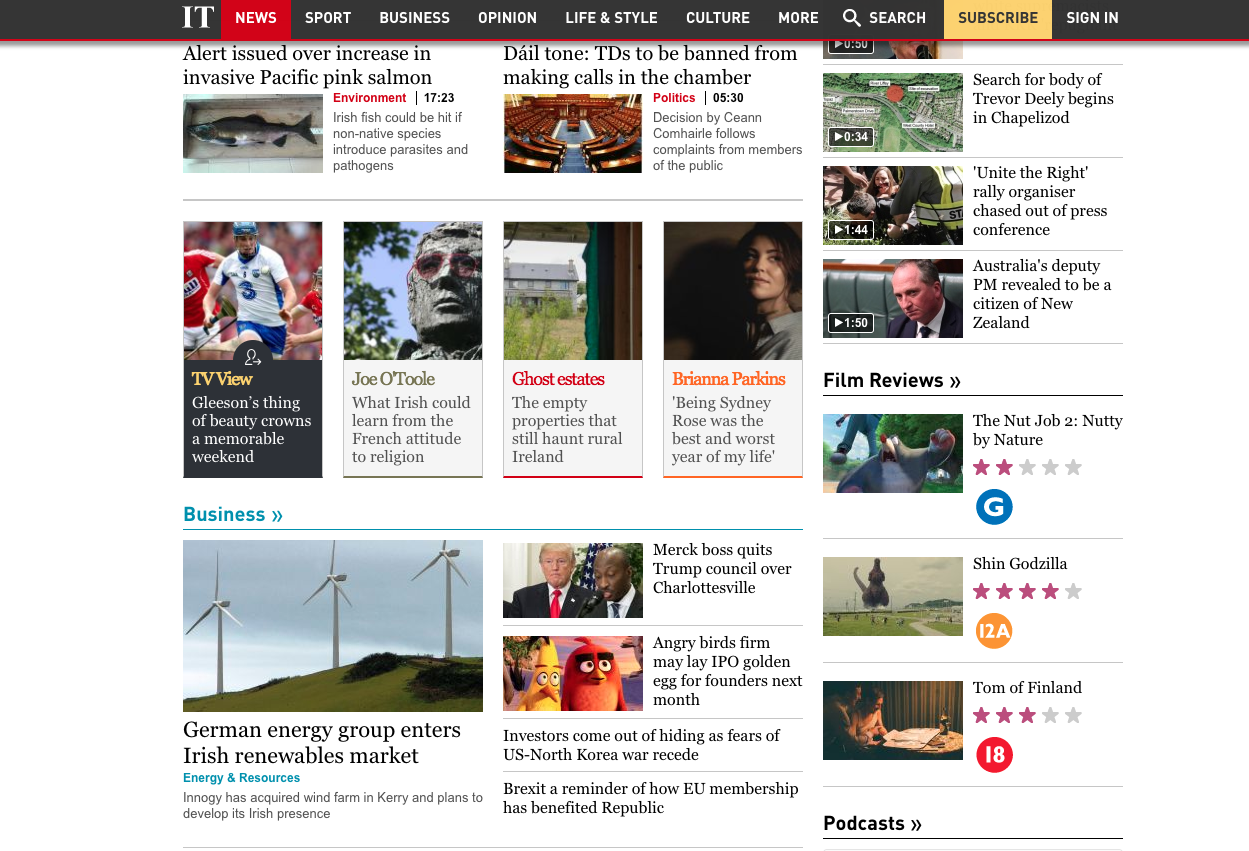 IT
NEWS
SPORT
BUSINESS
OPINION
LIFE & STYLE
CULTURE
MORE
SEARCH
SUBSCRIBE
SIGN IN
Alert issued over increase in
invasive Pacific pink salmon
Environment | 17:23
Irish fish could be hit if
non-native species
introduce parasites and
pathogens
Dáil tone: TDs to be banned from
making calls in the chamber
Politics | 05:30
Decision by Ceann
Comhairle follows
complaints from members
of the public
TV View
Gleeson's thing
of beauty crowns
a memorable
weekend
Joe O'Toole
What Irish could
learn from the
French attitude
to religion
Ghost estates
The empty
properties that
still haunt rural
Ireland
Brianna Parkins
'Being Sydney
Rose was the
best and worst
year of my life'
Business »
German energy group enters
Irish renewables market
Energy & Resources
Innogy has acquired wind farm in Kerry and plans to
develop its Irish presence
Merck boss quits
Trump council over
Charlottesville
Angry birds firm
may lay IPO golden
egg for founders next
month
Investors come out of hiding as fears of
US-North Korea war recede
Brexit a reminder of how EU membership
has benefited Republic
0:50
0:34
Search for body of
Trevor Deely begins
in Chapelizod
1:44
'Unite the Right'
rally organiser
chased out of press
conference
1:50
Australia's deputy
PM revealed to be a
citizen of New
Zealand
Film Reviews »
The Nut Job 2: Nutty
by Nature
G
Shin Godzilla
12A
Tom of Finland
18
Podcasts »